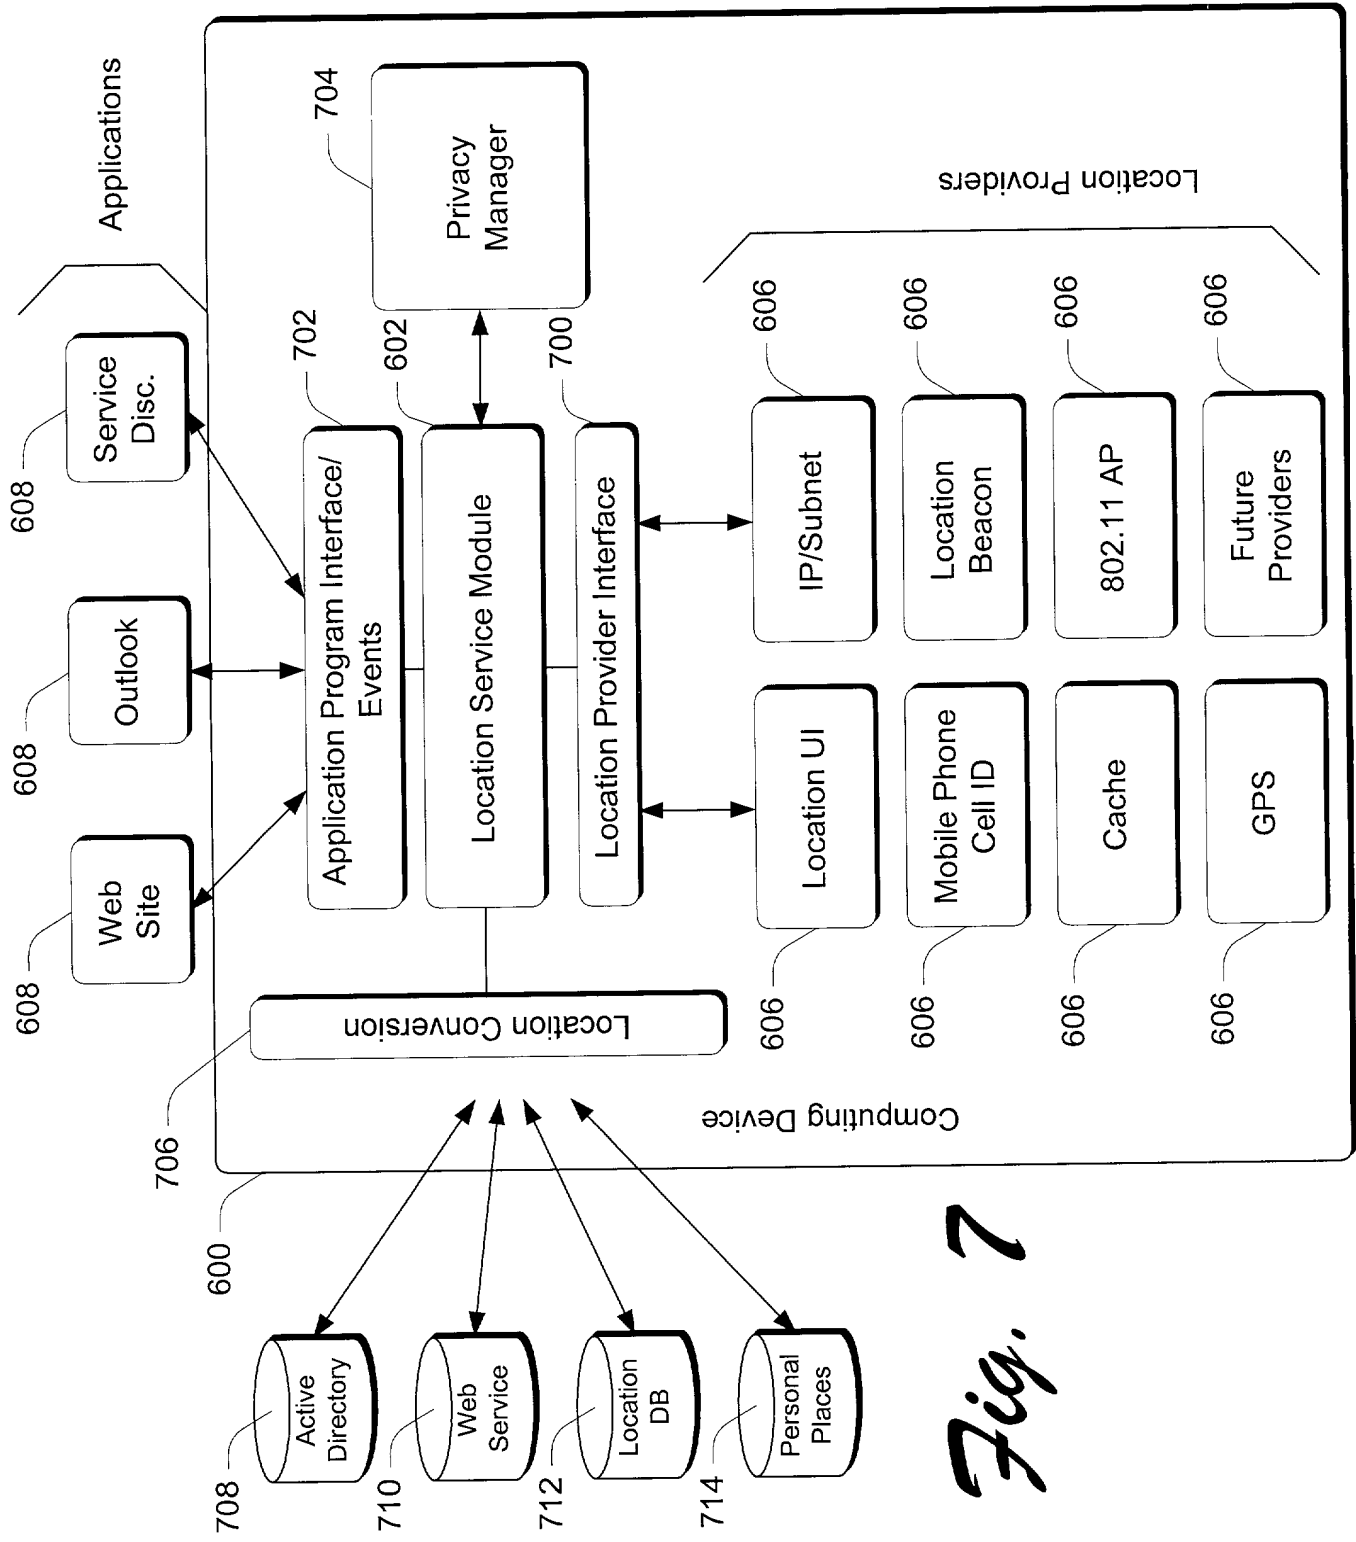 Applications
608
Web
Site
608
Outlook
608
Service
Disc.
600
706
Location Conversion
Application Program Interface/
Events
702
Location Service Module
602
Location Provider Interface
700
Privacy
Manager
704
708
Active
Directory
710
Web
Service
712
Location
DB
714
Personal
Places
Computing Device
Location Providers
606
Location UI
IP/Subnet
606
606
Mobile Phone
Cell ID
Location
Beacon
606
606
Cache
802.11 AP
606
606
GPS
Future
Providers
606
Fig. 7